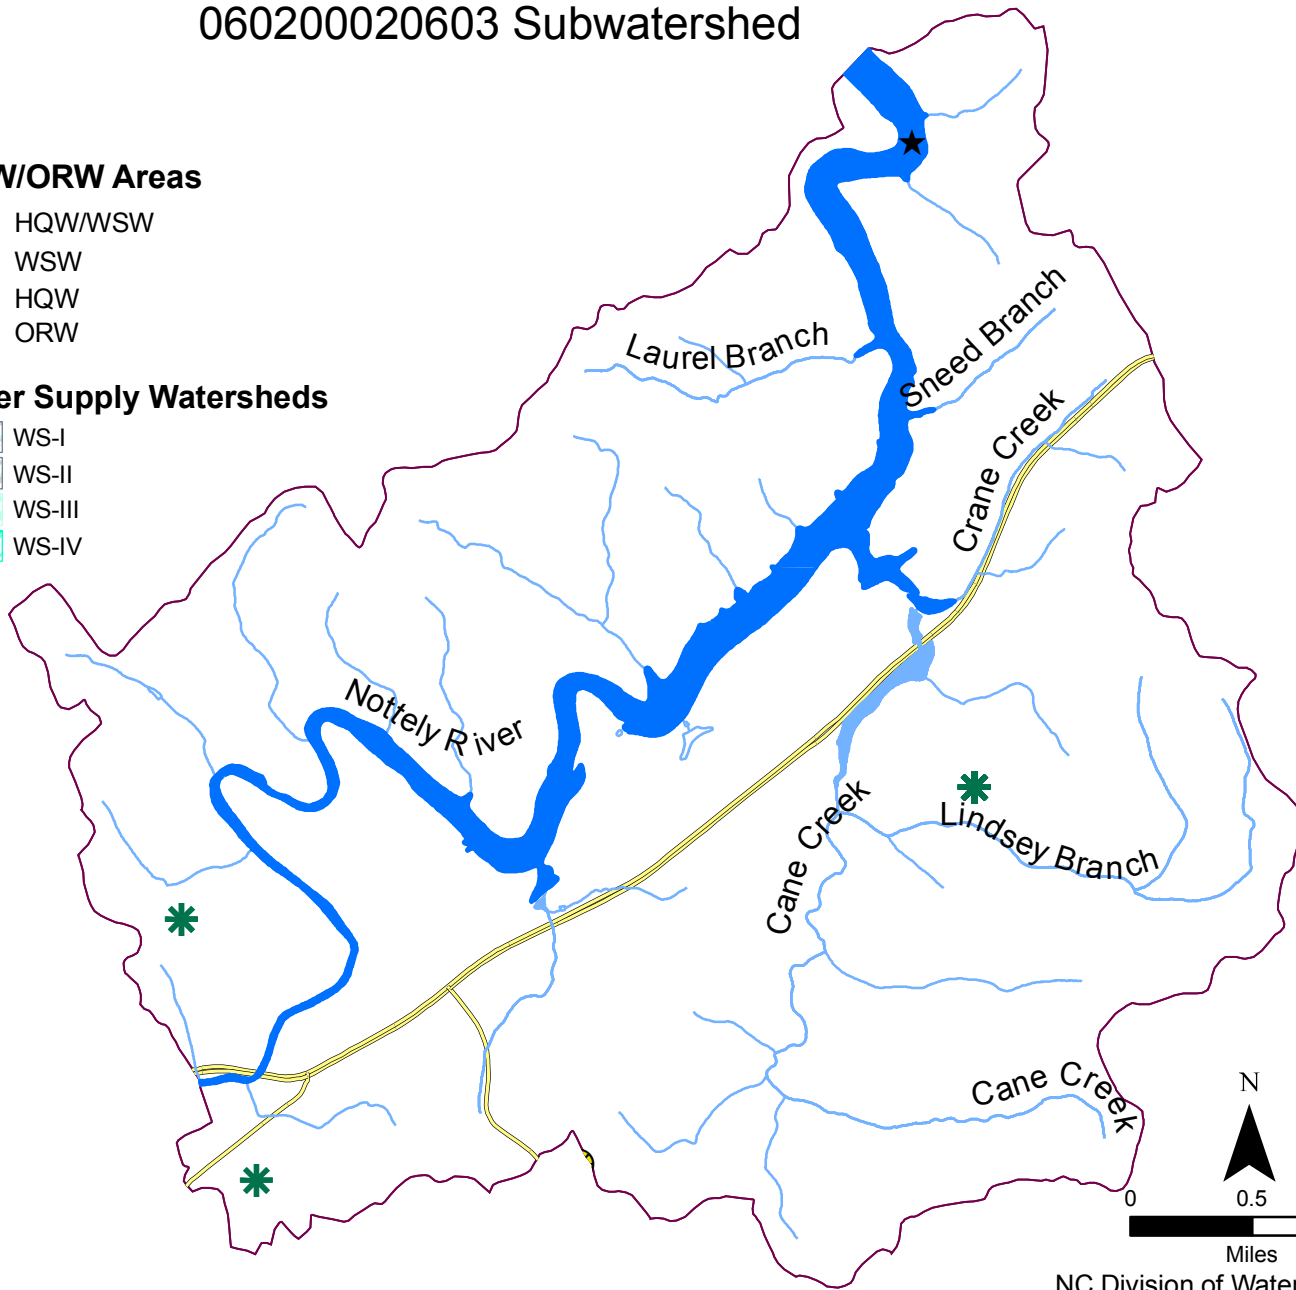 060200020603 Subwatershed
W/ORW Areas
HQW/WSW
WSW
HQW
ORW
er Supply Watersheds
WS-I
WS-II
WS-III
WS-IV
Laurel Branch
Sneed Branch
Crane Creek
Nottely River
Cane Creek
Lindsey Branch
Cane Creek
N
0 0.5
Miles
NC Division of Water